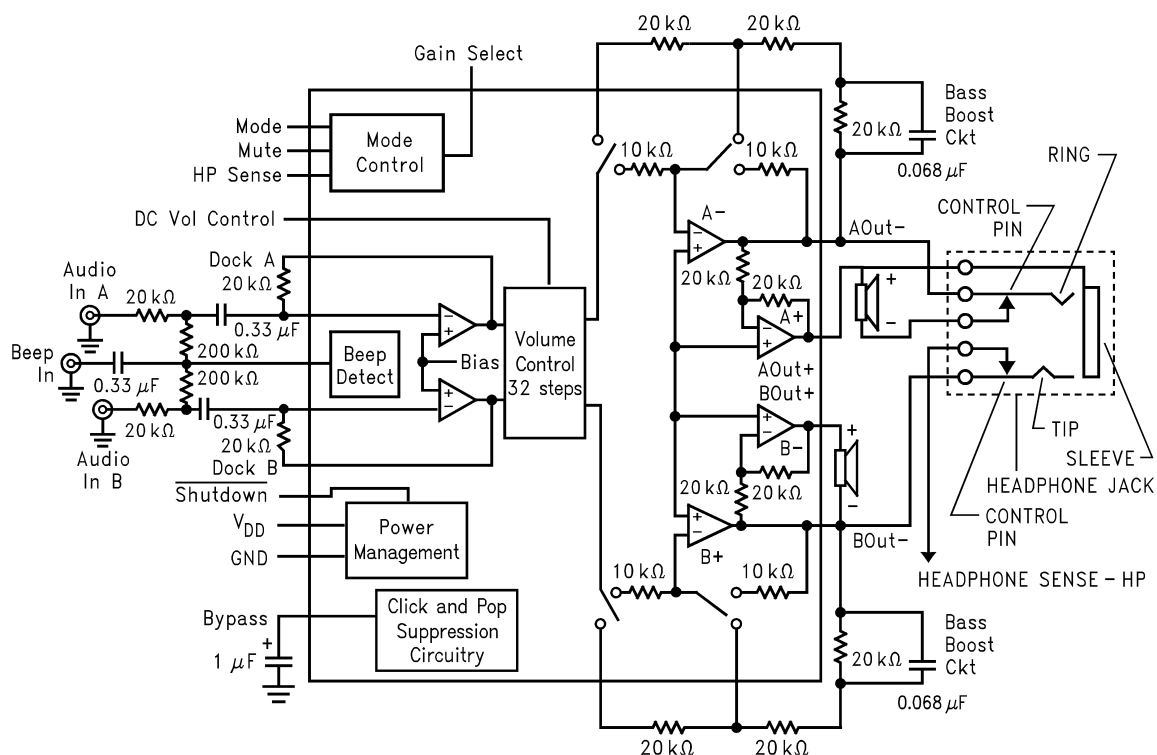 20 kΩ 20 kΩ
Gain Select
Mode
Mute
HP Sense
Mode
Control
10 kΩ 10 kΩ
20 kΩ
Bass
Boost
Ckt
0.068 μF
RING
CONTROL
PIN
DC Vol Control
A−
AOut−
Dock A
20 kΩ
Audio
In A
20 kΩ
0.33 μF
− +
− +
20 kΩ
20 kΩ
A+
− +
+
−
200 kΩ
Beep
In
0.33 μF
200 kΩ
Beep
Detect
Bias
Volume
Control
32 steps
AOut+
BOut+
+ −
+ −
B−
+
−
20 kΩ
0.33 μF
20 kΩ
Dock B
Audio
In B
20 kΩ
20 kΩ
TIP
SLEEVE
HEADPHONE JACK
CONTROL
PIN
Shutdown
VDD
GND
Power
Management
+ −
B+
BOut−
HEADPHONE SENSE – HP
10 kΩ 10 kΩ
Bypass
+
1 μF
Click and Pop
Suppression
Circuitry
20 kΩ
Bass
Boost
Ckt
0.068 μF
20 kΩ 20 kΩ